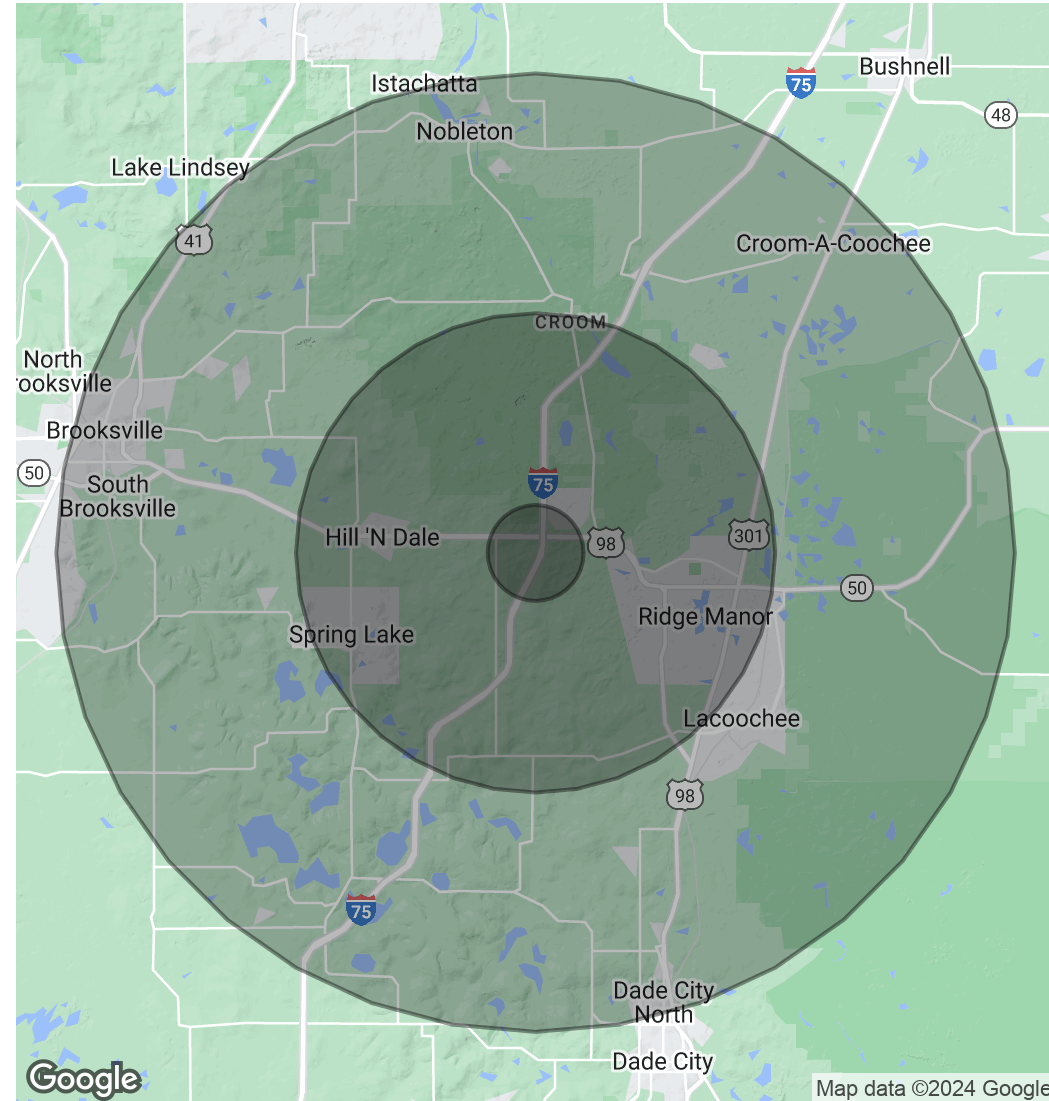 Istachatta
Bushnell
75
48
Nobleton
Lake Lindsey
41
Croom-A-Coochee
CROOM
North
rooksville
Brooksville
50
South
Brooksville
75
Hill 'N Dale
98
301
50
Ridge Manor
Spring Lake
Lacoochee
98
75
Dade City
North
Dade City
Google
Map data ©2024 Google